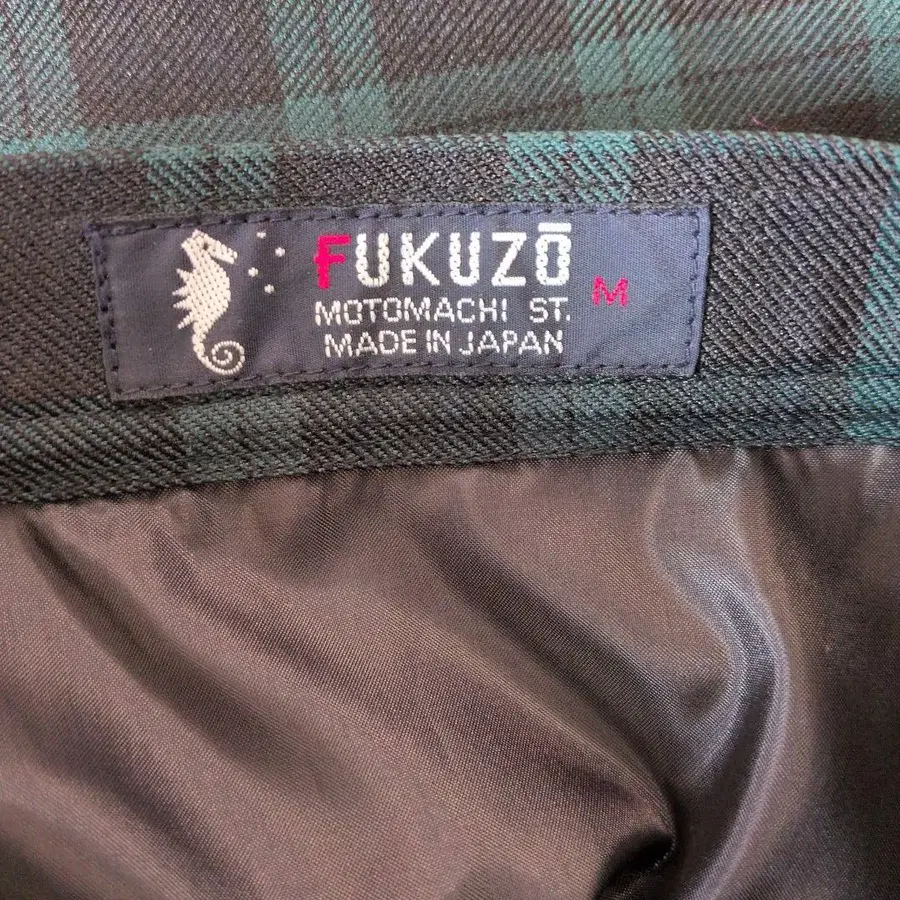 FUKUZŌ
MOTOMACHI ST.
MADE IN JAPAN
M